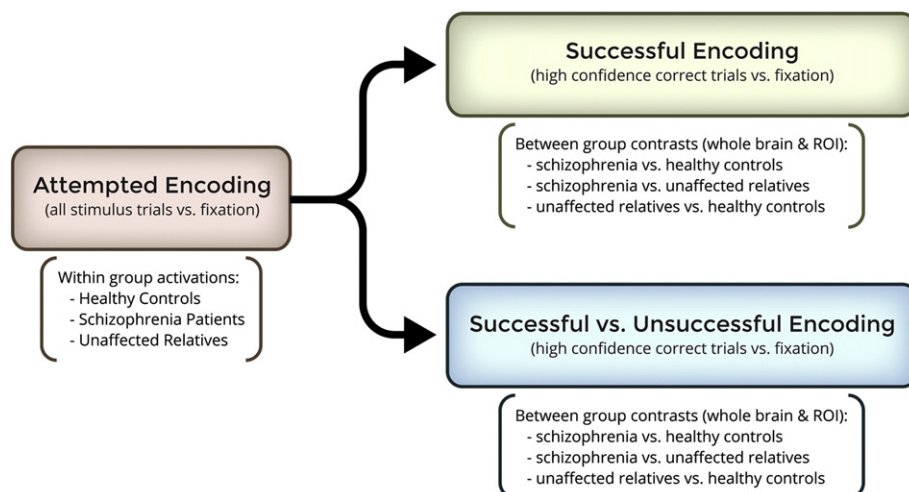 Attempted Encoding
(all stimulus trials vs. fixation)
Within group activations:
- Healthy Controls
- Schizophrenia Patients
- Unaffected Relatives
Successful Encoding
(high confidence correct trials vs. fixation)
Between group contrasts (whole brain & ROI):
- schizophrenia vs. healthy controls
- schizophrenia vs. unaffected relatives
- unaffected relatives vs. healthy controls
Successful vs. Unsuccessful Encoding
(high confidence correct trials vs. fixation)
Between group contrasts (whole brain & ROI):
- schizophrenia vs. healthy controls
- schizophrenia vs. unaffected relatives
- unaffected relatives vs. healthy controls